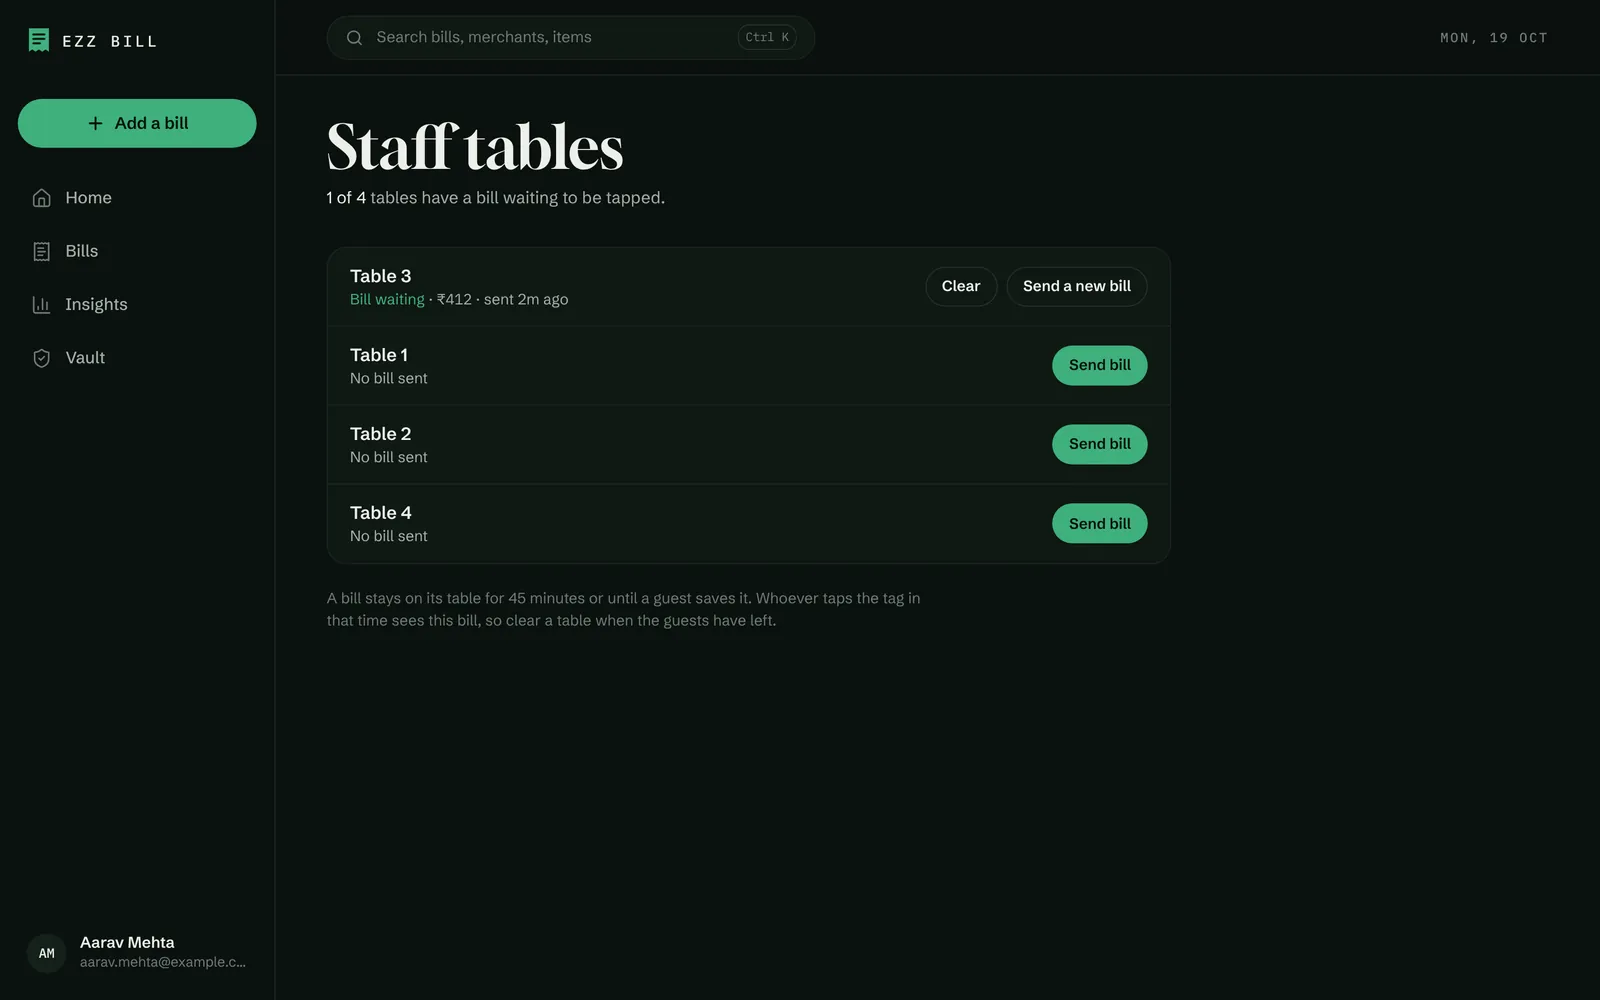 EZZ BILL
Add a bill
Home
Bills
Insights
Vault
AM
Aarav Mehta
aarav.mehta@example.c...
Search bills, merchants, items
Ctrl K
MON, 19 OCT
Staff tables
1 of 4 tables have a bill waiting to be tapped.
Table 3
Bill waiting · ₹412 · sent 2m ago
Clear
Send a new bill
Table 1
No bill sent
Send bill
Table 2
No bill sent
Send bill
Table 4
No bill sent
Send bill
A bill stays on its table for 45 minutes or until a guest saves it. Whoever taps the tag in
that time sees this bill, so clear a table when the guests have left.